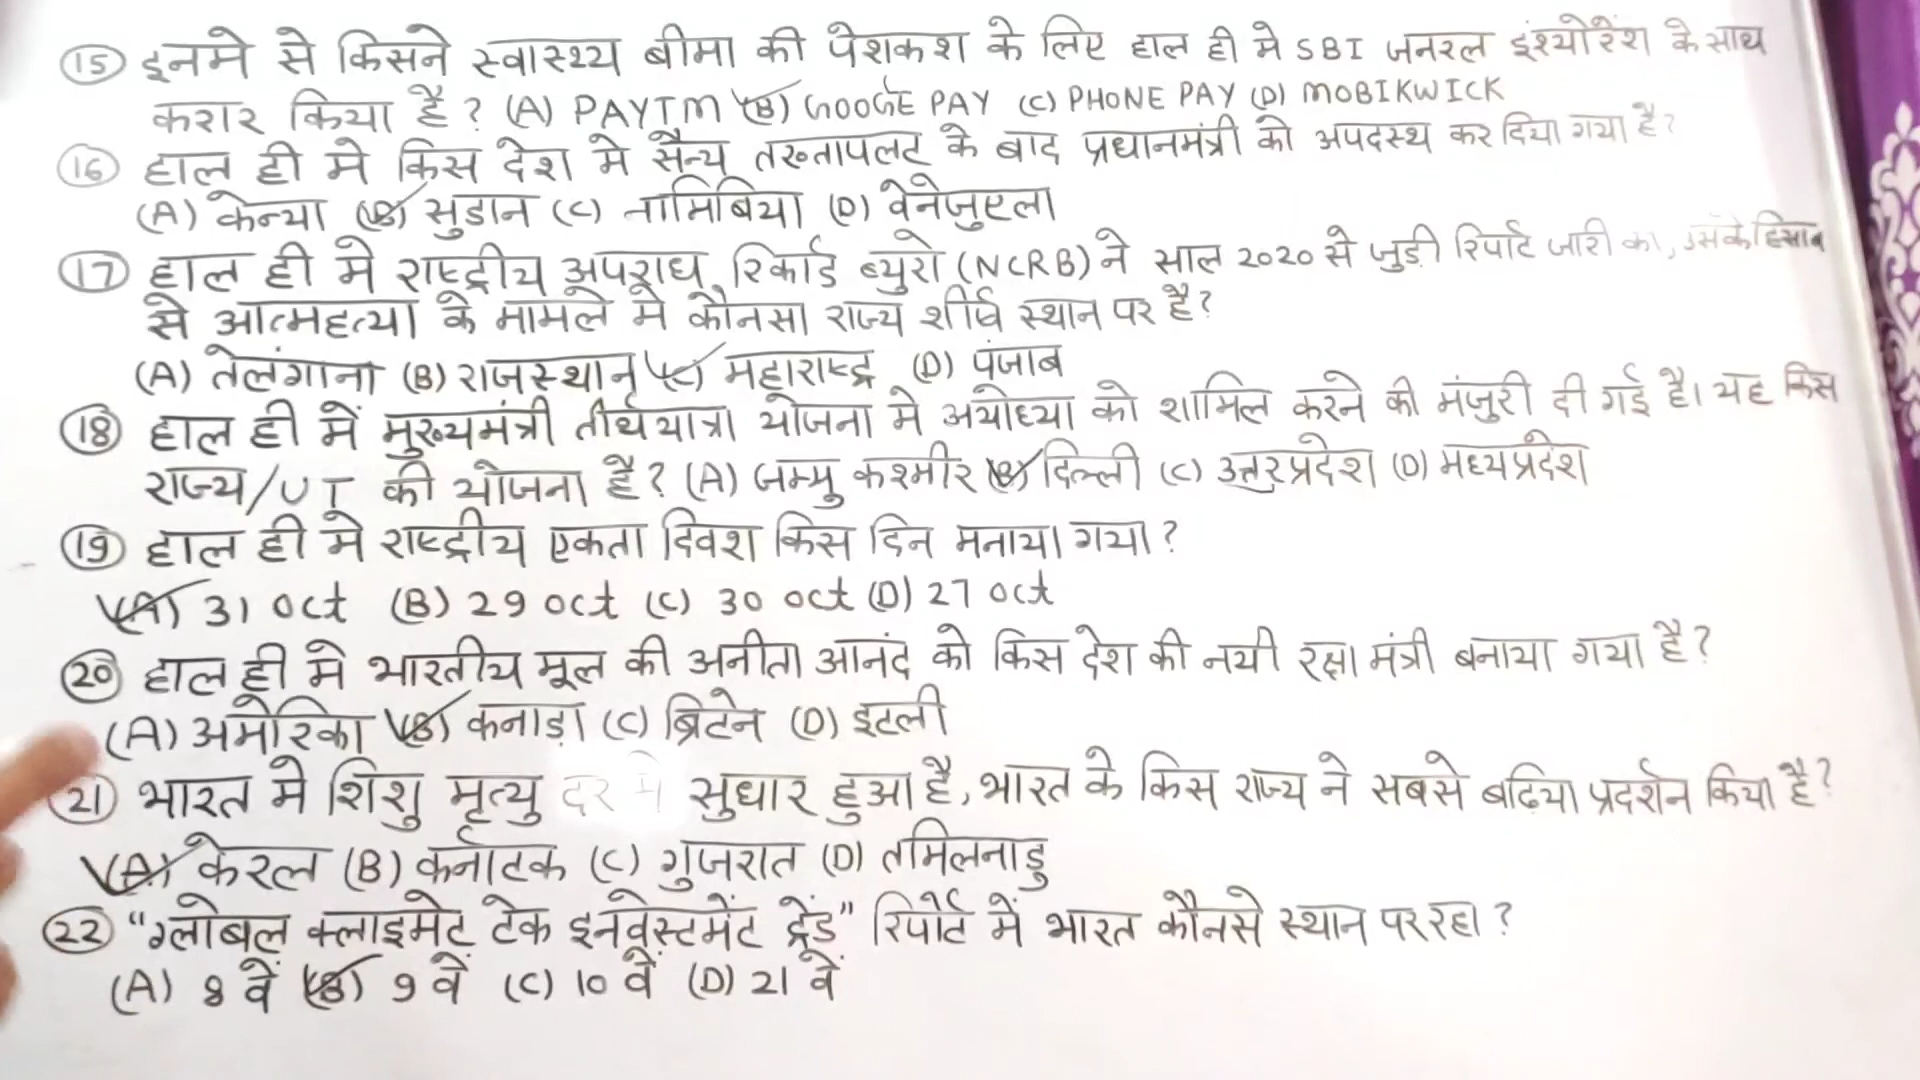 (15) इनमे से किसने स्वास्थ्य बीमा की पेशकश के लिए हाल ही मे SBI जनरल इंश्योरेंश के साथ
करार किया है ? (A) PAYTM (B) GOOGLE PAY (C) PHONE PAY (D) MOBIKWICK
(16) हाल ही मे किस देश मे सैन्य तख्तापलट के बाद प्रधानमंत्री को अपदस्थ कर दिया गया है ?
(A) केन्या (B) सुडान (C) नामिबिया (D) वेनेजुएला
(17) हाल ही मे राष्ट्रीय अपराध रिकार्ड ब्युरो (NCRB) ने साल 2020 से जुड़ी रिपोर्ट जारी की, उसके हिसाब
से आत्महत्या के मामले मे कौनसा राज्य शीर्ष स्थान पर है ?
(A) तेलंगाना (B) राजस्थान (C) महाराष्ट्र (D) पंजाब
(18) हाल ही में मुख्यमंत्री तीर्थयात्रा योजना मे अयोध्या को शामिल करने की मंजुरी दी गई है। यह किस
राज्य/UT की योजना है ? (A) जम्मु कश्मीर (B) दिल्ली (C) उत्तरप्रदेश (D) मध्यप्रदेश
(19) हाल ही मे राष्ट्रीय एकता दिवश किस दिन मनाया गया ?
(A) 31 oct (B) 29 oct (C) 30 oct (D) 27 oct
(20) हाल ही मे भारतीय मूल की अनीता आनंद को किस देश की नयी रक्षा मंत्री बनाया गया है ?
(A) अमेरिका (B) कनाड़ा (C) ब्रिटेन (D) इटली
(21) भारत मे शिशु मृत्यु दर मे सुधार हुआ है, भारत के किस राज्य ने सबसे बढिया प्रदर्शन किया है ?
(A) केरल (B) कर्नाटक (C) गुजरात (D) तमिलनाडु
(22) "ग्लोबल क्लाइमेट टेक इनवेस्टमेंट ट्रेंड" रिपोर्ट में भारत कौनसे स्थान पर रहा ?
(A) 8 वें (B) 9 वें (C) 10 वें (D) 21 वें